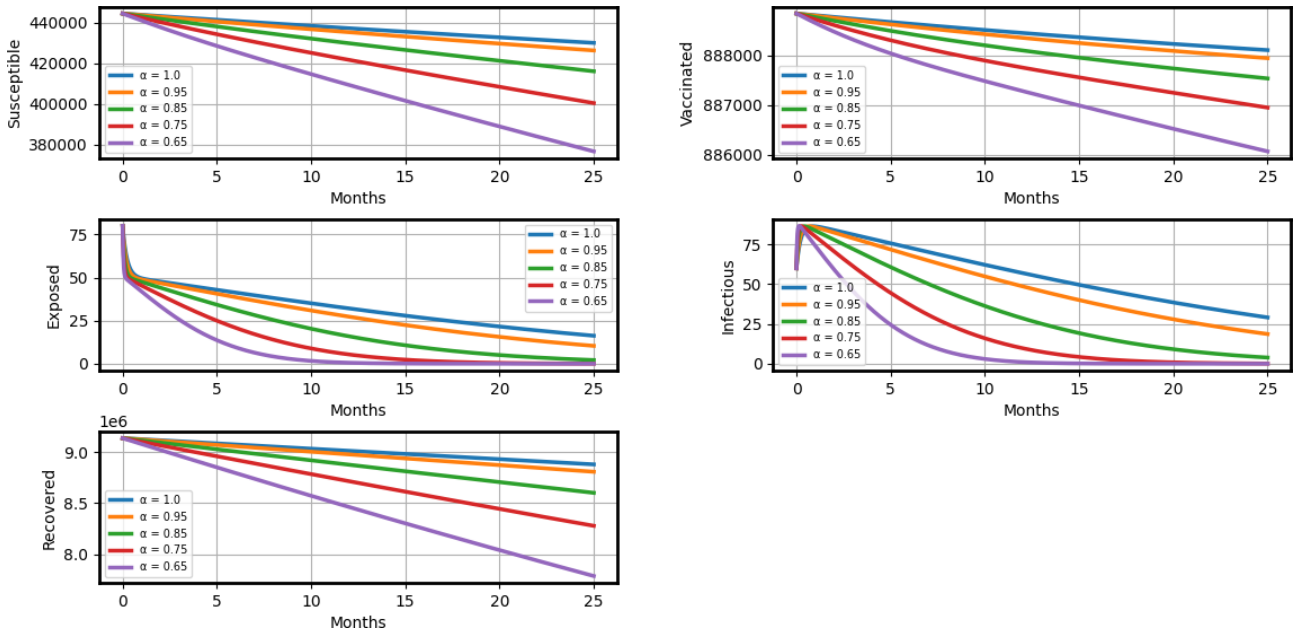 Susceptible
440000
420000
400000
380000
α = 1.0
α = 0.95
α = 0.85
α = 0.75
α = 0.65
0 5 10 15 20 25
Months
Vaccinated
888000
887000
886000
α = 1.0
α = 0.95
α = 0.85
α = 0.75
α = 0.65
0 5 10 15 20 25
Months
Exposed
75
50
25
0
α = 1.0
α = 0.95
α = 0.85
α = 0.75
α = 0.65
0 5 10 15 20 25
Months
Infectious
75
50
25
0
α = 1.0
α = 0.95
α = 0.85
α = 0.75
α = 0.65
0 5 10 15 20 25
Months
1e6
Recovered
9.0
8.5
8.0
α = 1.0
α = 0.95
α = 0.85
α = 0.75
α = 0.65
0 5 10 15 20 25
Months